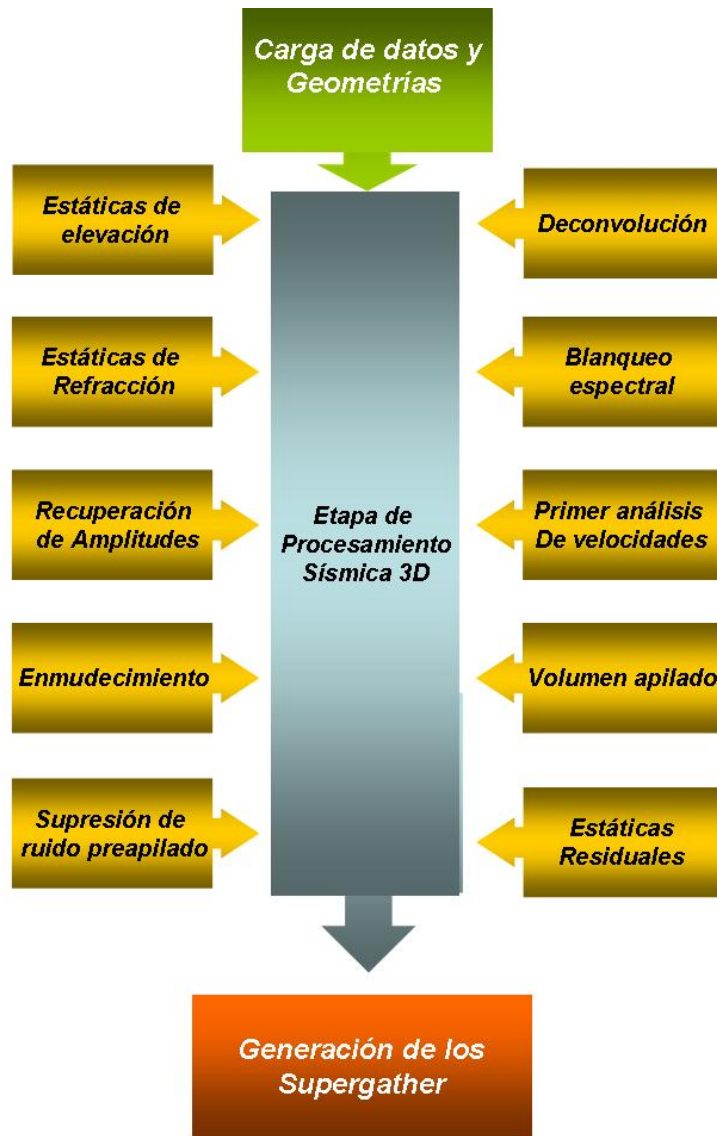 Carga de datos y
Geometrías
Estáticas de
elevación
Estáticas de
Refracción
Recuperación
de Amplitudes
Enmudecimiento
Supresión de
ruido preapilado
Etapa de
Procesamiento
Sísmica 3D
Deconvolución
Blanqueo
espectral
Primer análisis
De velocidades
Volumen apilado
Estáticas
Residuales
Generación de los
Supergather